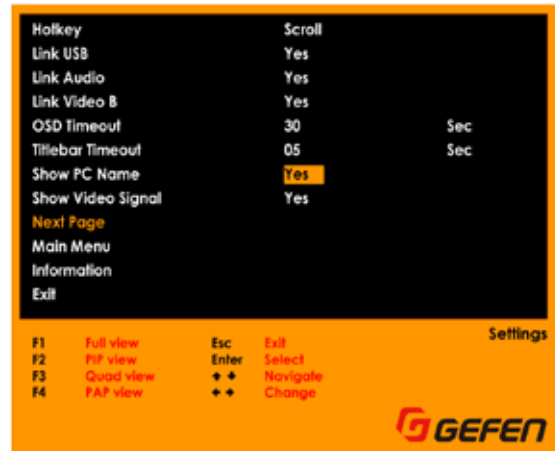 Hotkey Scroll
Link USB Yes
Link Audio Yes
Link Video B Yes
OSD Timeout 30 Sec
Titlebar Timeout 05 Sec
Show PC Name Yes
Show Video Signal Yes
Next Page
Main Menu
Information
Exit
Settings
F1 Full view Esc Exit
F2 PIP view Enter Select
F3 Quad view Navigate
F4 PAP view Change
GEFEN